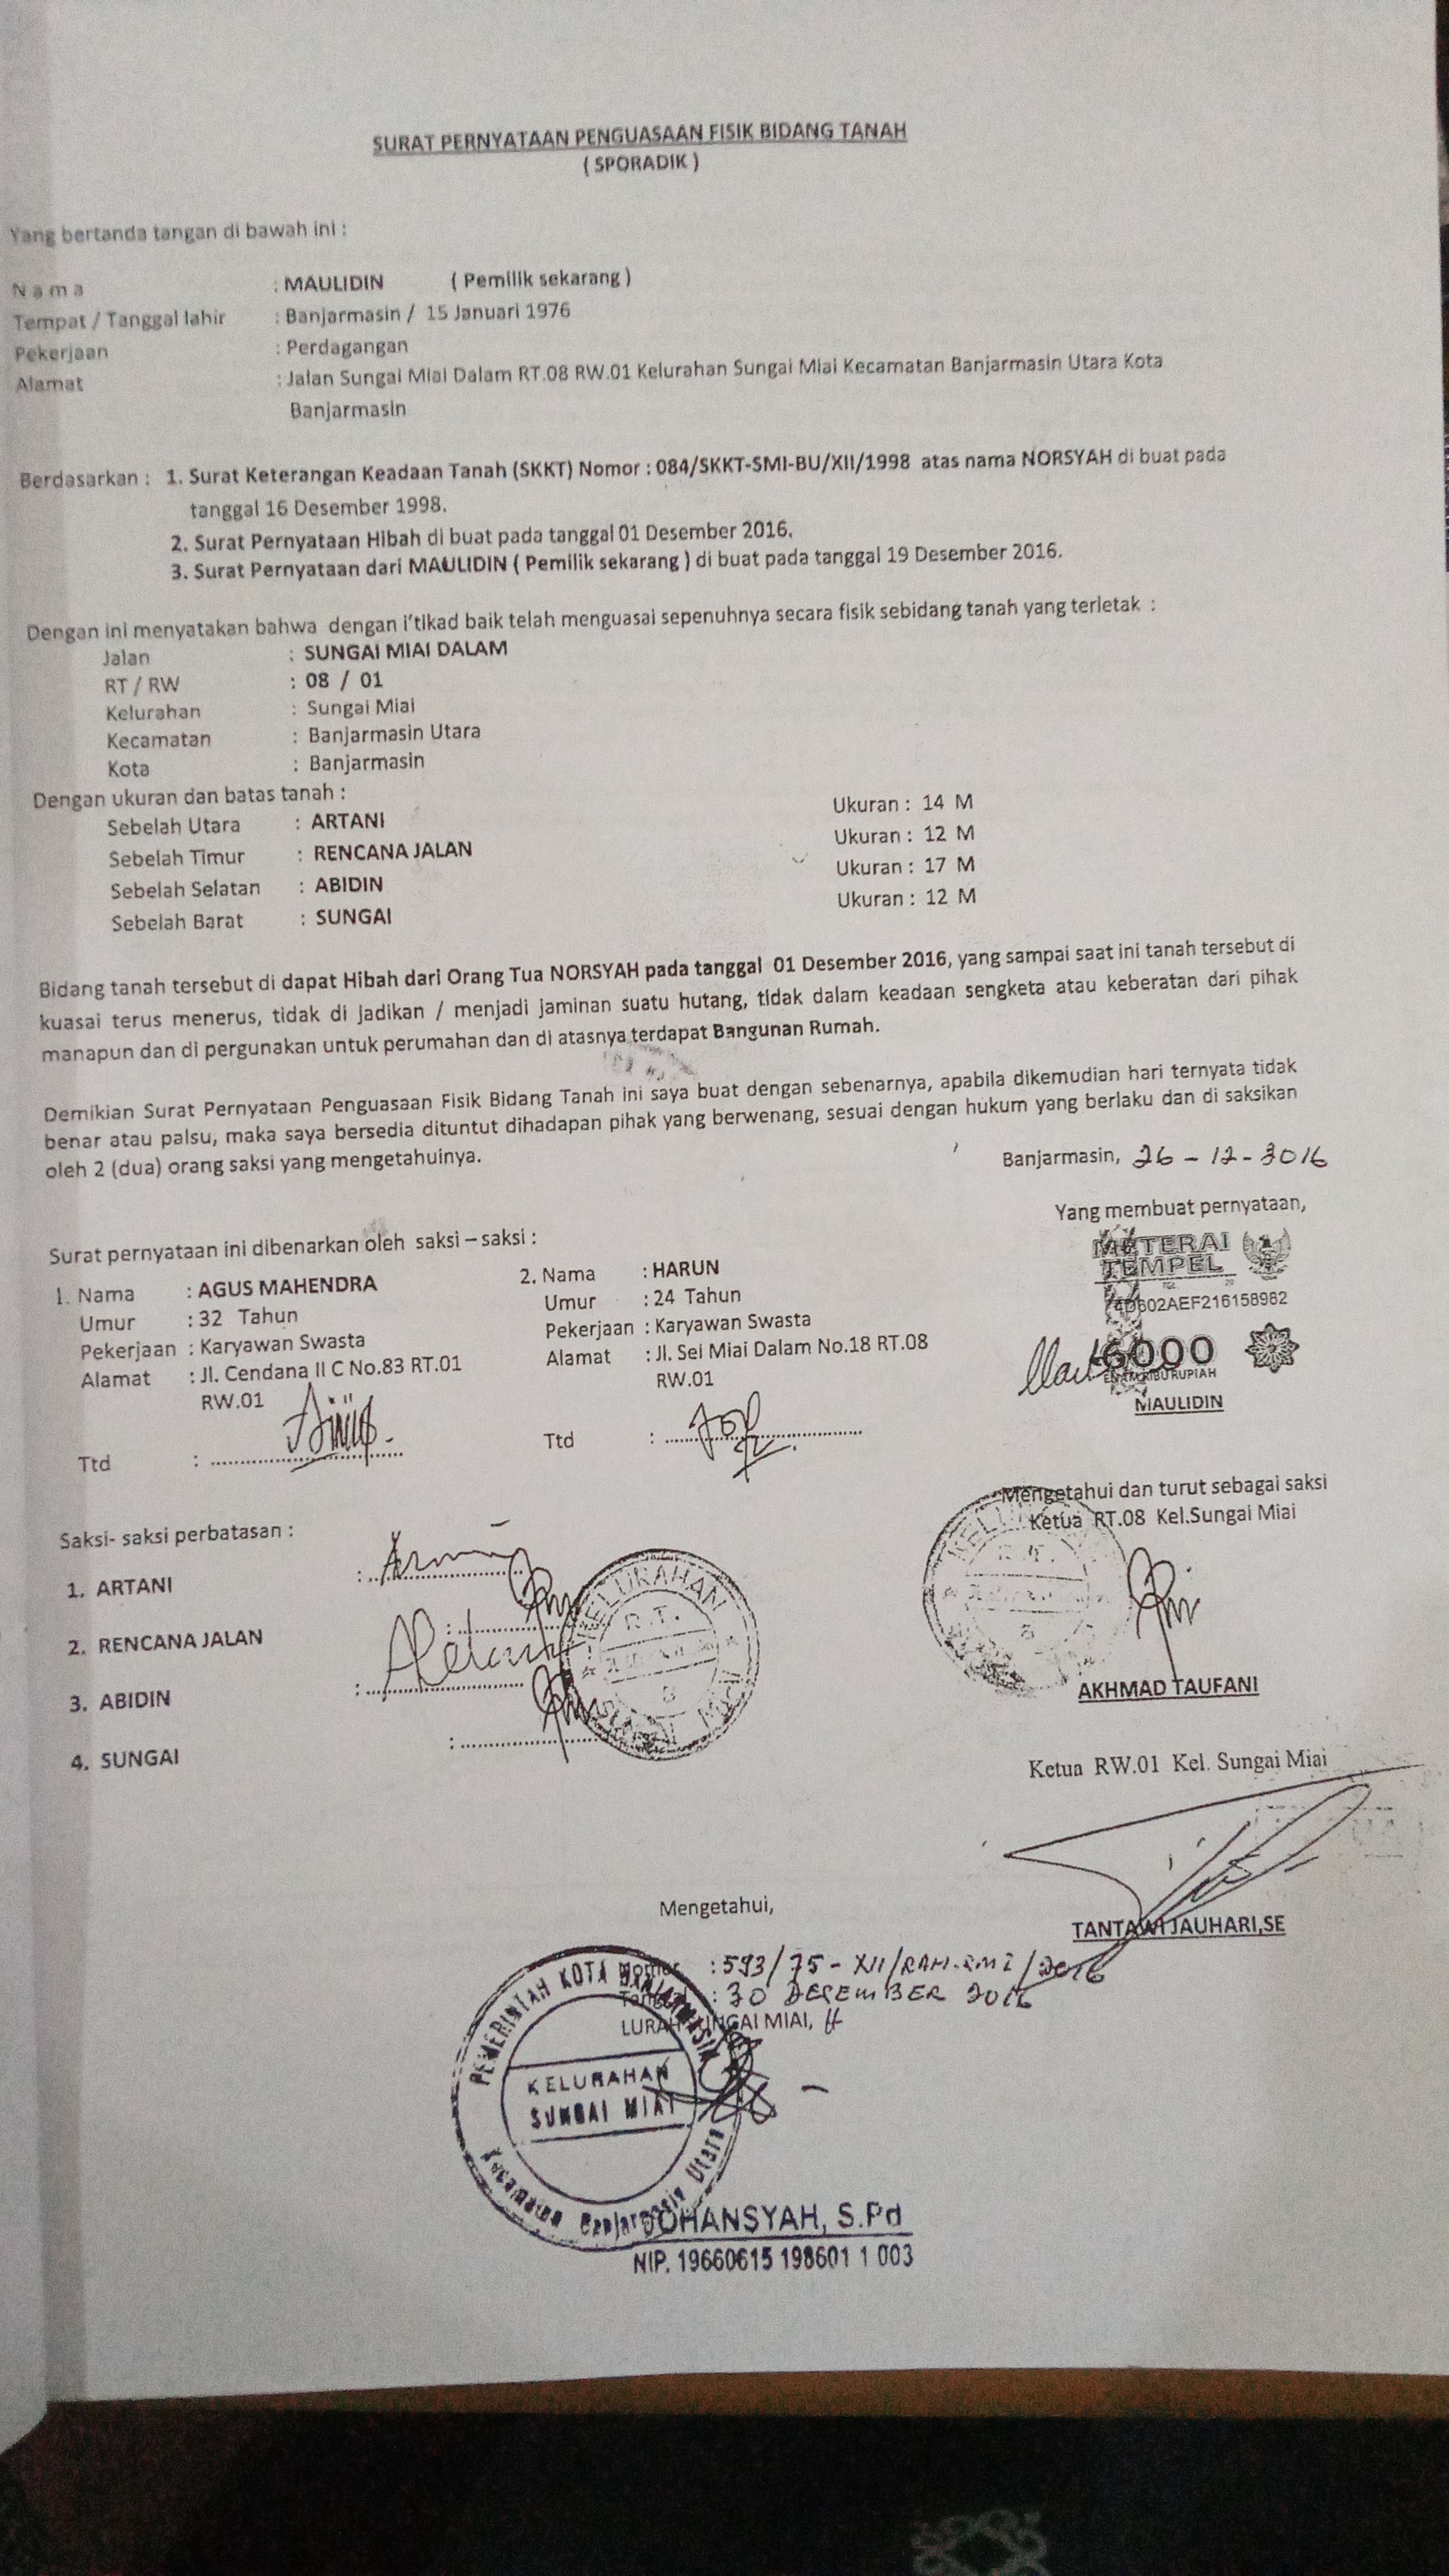 SURAT PERNYATAAN PENGUASAAN FISIK BIDANG TANAH
( SPORADIK )
Yang bertanda tangan di bawah ini :
N a m a : MAULIDIN ( Pemilik sekarang )
Tempat / Tanggal lahir : Banjarmasin / 15 Januari 1976
Pekerjaan : Perdagangan
Alamat : Jalan Sungai Miai Dalam RT.08 RW.01 Kelurahan Sungai Miai Kecamatan Banjarmasin Utara Kota
Banjarmasin
Berdasarkan : 1. Surat Keterangan Keadaan Tanah (SKKT) Nomor : 084/SKKT-SMI-BU/XII/1998 atas nama NORSYAH di buat pada
tanggal 16 Desember 1998.
2. Surat Pernyataan Hibah di buat pada tanggal 01 Desember 2016.
3. Surat Pernyataan dari MAULIDIN ( Pemilik sekarang ) di buat pada tanggal 19 Desember 2016.
Dengan ini menyatakan bahwa dengan i'tikad baik telah menguasai sepenuhnya secara fisik sebidang tanah yang terletak :
Jalan : SUNGAI MIAI DALAM
RT / RW : 08 / 01
Kelurahan : Sungai Miai
Kecamatan : Banjarmasin Utara
Kota : Banjarmasin
Dengan ukuran dan batas tanah :
Sebelah Utara : ARTANI Ukuran : 14 M
Sebelah Timur : RENCANA JALAN Ukuran : 12 M
Sebelah Selatan : ABIDIN Ukuran : 17 M
Sebelah Barat : SUNGAI Ukuran : 12 M
Bidang tanah tersebut di dapat Hibah dari Orang Tua NORSYAH pada tanggal 01 Desember 2016, yang sampai saat ini tanah tersebut di
kuasai terus menerus, tidak di jadikan / menjadi jaminan suatu hutang, tidak dalam keadaan sengketa atau keberatan dari pihak
manapun dan di pergunakan untuk perumahan dan di atasnya terdapat Bangunan Rumah.
Demikian Surat Pernyataan Penguasaan Fisik Bidang Tanah ini saya buat dengan sebenarnya, apabila dikemudian hari ternyata tidak
benar atau palsu, maka saya bersedia dituntut dihadapan pihak yang berwenang, sesuai dengan hukum yang berlaku dan di saksikan
oleh 2 (dua) orang saksi yang mengetahuinya.
Banjarmasin, 26 - 12 - 2016
Yang membuat pernyataan,
METERAI
TEMPEL
TGL 20
602AEF216158982
6000
ENAM RIBU RUPIAH
MAULIDIN
Surat pernyataan ini dibenarkan oleh saksi – saksi :
1. Nama : AGUS MAHENDRA
Umur : 32 Tahun
Pekerjaan : Karyawan Swasta
Alamat : Jl. Cendana II C No.83 RT.01
RW.01
Ttd :
2. Nama : HARUN
Umur : 24 Tahun
Pekerjaan : Karyawan Swasta
Alamat : Jl. Sei Miai Dalam No.18 RT.08
RW.01
Ttd :
Mengetahui dan turut sebagai saksi
Ketua RT.08 Kel.Sungai Miai
AKHMAD TAUFANI
Saksi- saksi perbatasan :
1. ARTANI :
2. RENCANA JALAN :
3. ABIDIN :
4. SUNGAI :
KELURAHAN
R.T.
8
SUNGAI MIAI
Ketua RW.01 Kel. Sungai Miai
TANTAWI JAUHARI,SE
Mengetahui,
Nomor : 593/75 - XII/RAH-SMI/2016
Tanggal : 30 DESEMBER 2016
LURAH SUNGAI MIAI,
PEMERINTAH KOTA BANJARMASIN
KELURAHAN
SUNGAI MIAI
Kecamatan Banjarmasin Utara
JOHANSYAH, S.Pd
NIP. 19660615 198601 1 003